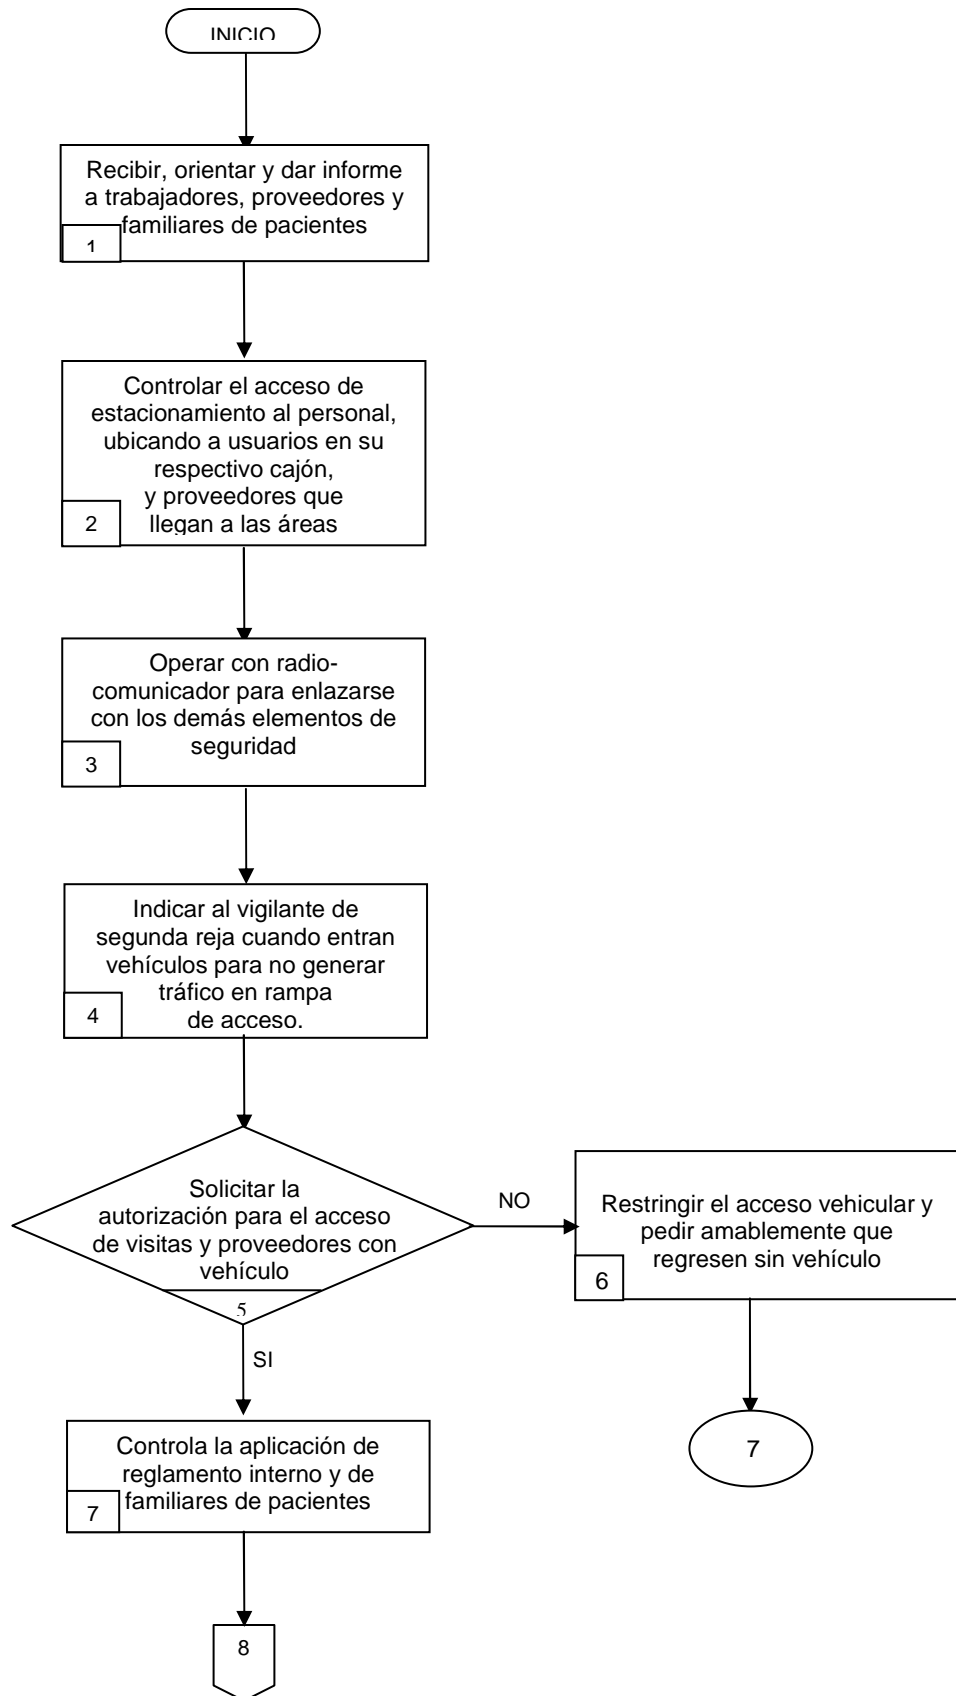 INICIO
Recibir, orientar y dar informe
a trabajadores, proveedores y
familiares de pacientes
1
Controlar el acceso de
estacionamiento al personal,
ubicando a usuarios en su
respectivo cajón,
y proveedores que
llegan a las áreas
2
Operar con radio-
comunicador para enlazarse
con los demás elementos de
seguridad
3
Indicar al vigilante de
segunda reja cuando entran
vehículos para no generar
tráfico en rampa
de acceso.
4
Solicitar la
autorización para el acceso
de visitas y proveedores con
vehículo
5
NO
Restringir el acceso vehicular y
pedir amablemente que
regresen sin vehículo
6
7
SI
Controla la aplicación de
reglamento interno y de
familiares de pacientes
7
8